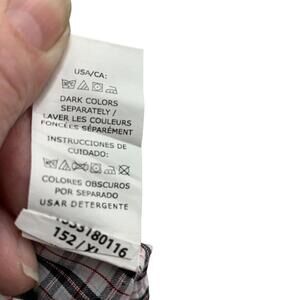 USA/CA:
DARK COLORS
SEPARATELY /
LAVER LES COULEURS
FONCÉES SÉPARÉMENT
INSTRUCCIONES DE
CUIDADO:
COLORES OBSCUROS
POR SEPARADO
USAR DETERGENTE
152/XL